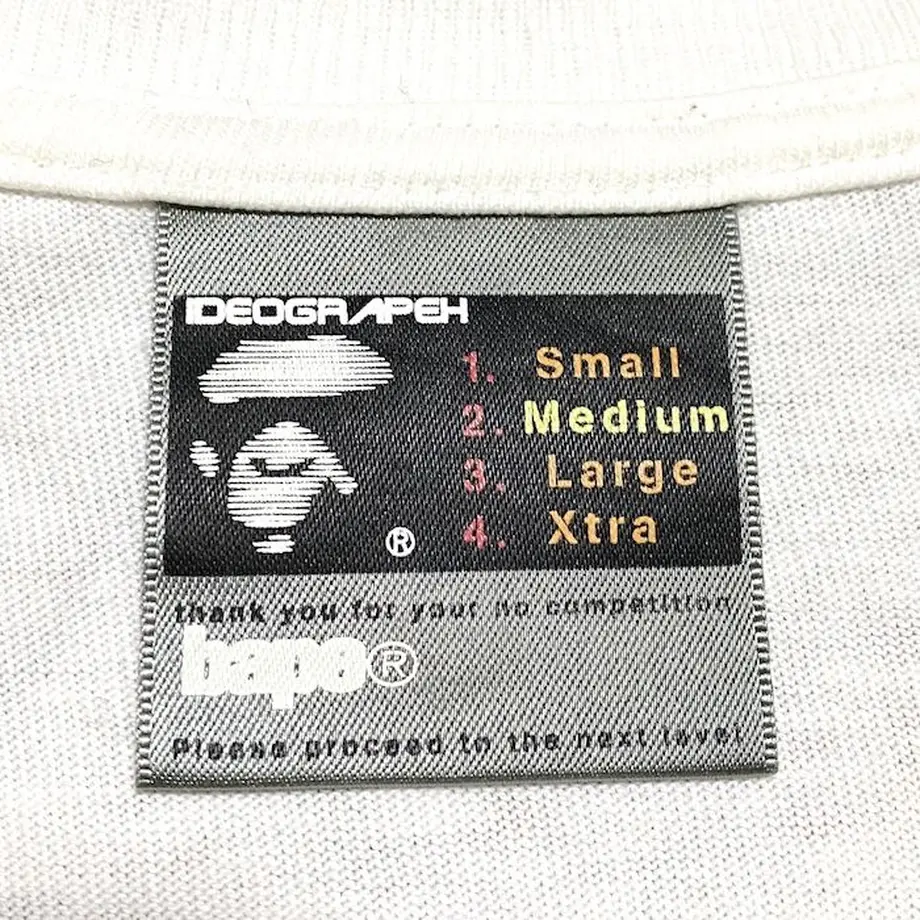 IDEOGRAPEH
1. Small
2. Medium
3. Large
4. Xtra
®
thank you for your no competition
bape®
Please proceed to the next level